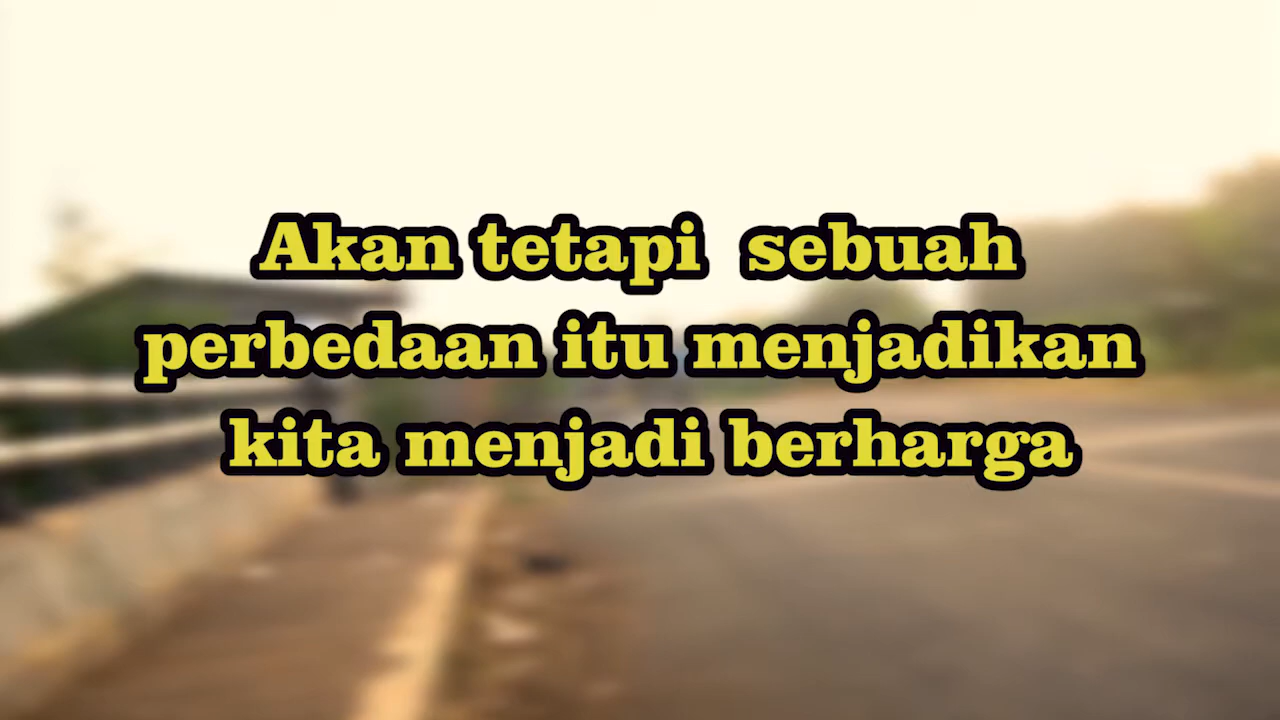 Akan tetapi  sebuah
perbedaan itu menjadikan
kita menjadi berharga